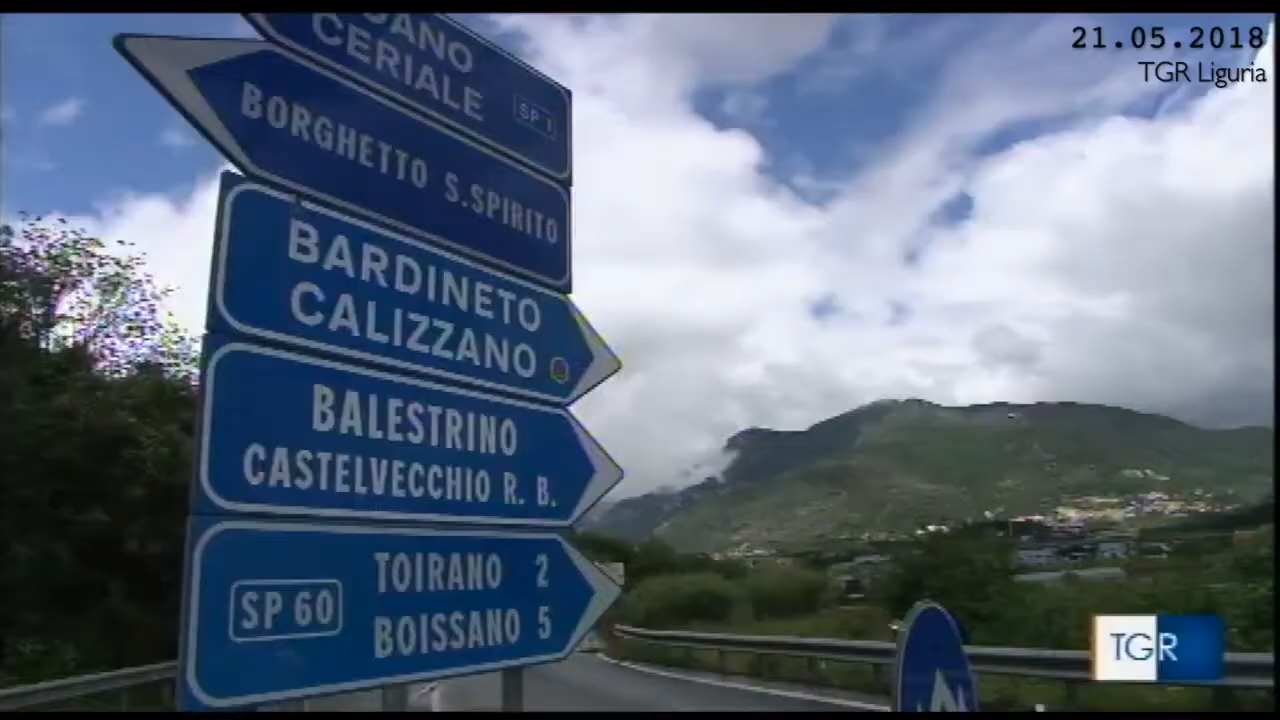 21.05.2018
TGR Liguria
CERIALE
SP 1
BORGHETTO S.SPIRITO
BARDINETO
CALIZZANO
BALESTRINO
CASTELVECCHIO R. B.
SP 60
TOIRANO 2
BOISSANO 5
TGR